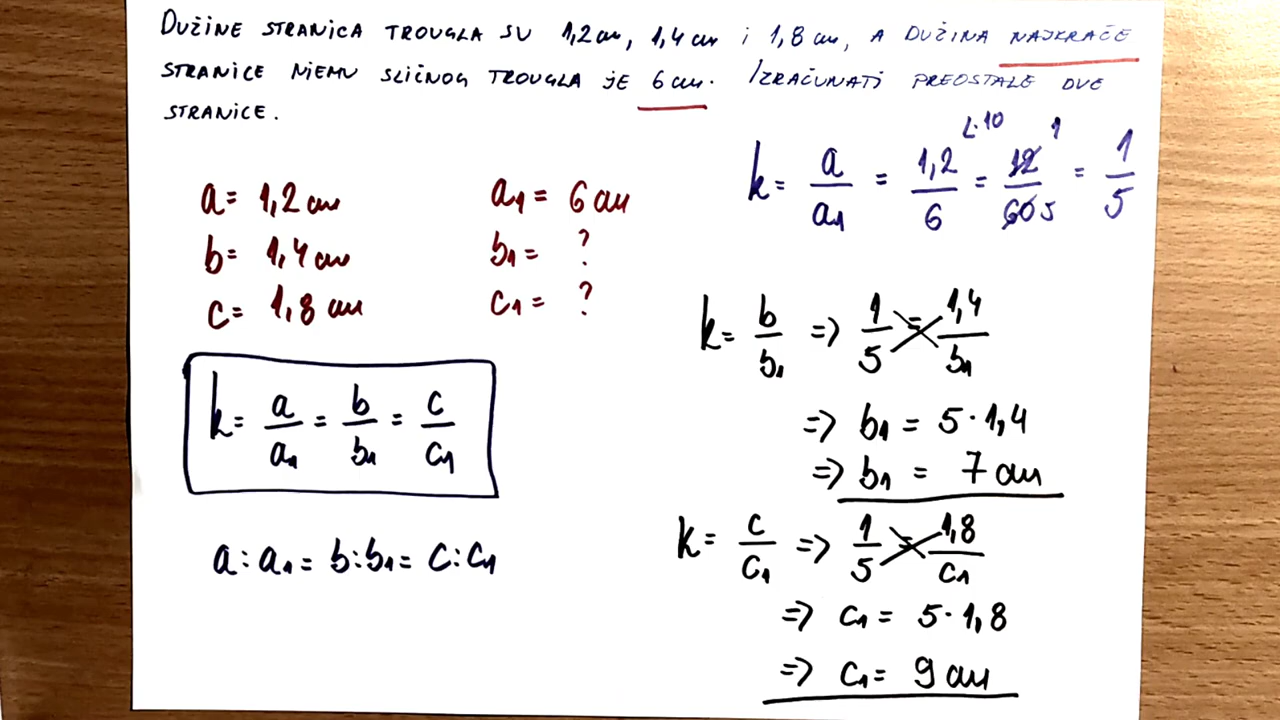 DUŽINE STRANICA TROUGLA SU 1,2 cm, 1,4 cm i 1,8 cm, A DUŽINA NAJKRAĆE
STRANICE NJEMU SLIČNOG TROUGLA JE 6 cm. IZRAČUNATI PREOSTALE DVE
STRANICE.
k = a/a₁ = 1,2/6 = 12/60 = 1/5
∠·10 1 5
a = 1,2 cm a₁ = 6 cm
b = 1,4 cm b₁ = ?
c = 1,8 cm c₁ = ?
k = a/a₁ = b/b₁ = c/c₁
a : a₁ = b : b₁ = c : c₁
k = b/b₁ => 1/5 = 1,4/b₁
=> b₁ = 5 · 1,4
=> b₁ = 7 cm
k = c/c₁ => 1/5 = 1,8/c₁
=> c₁ = 5 · 1,8
=> c₁ = 9 cm